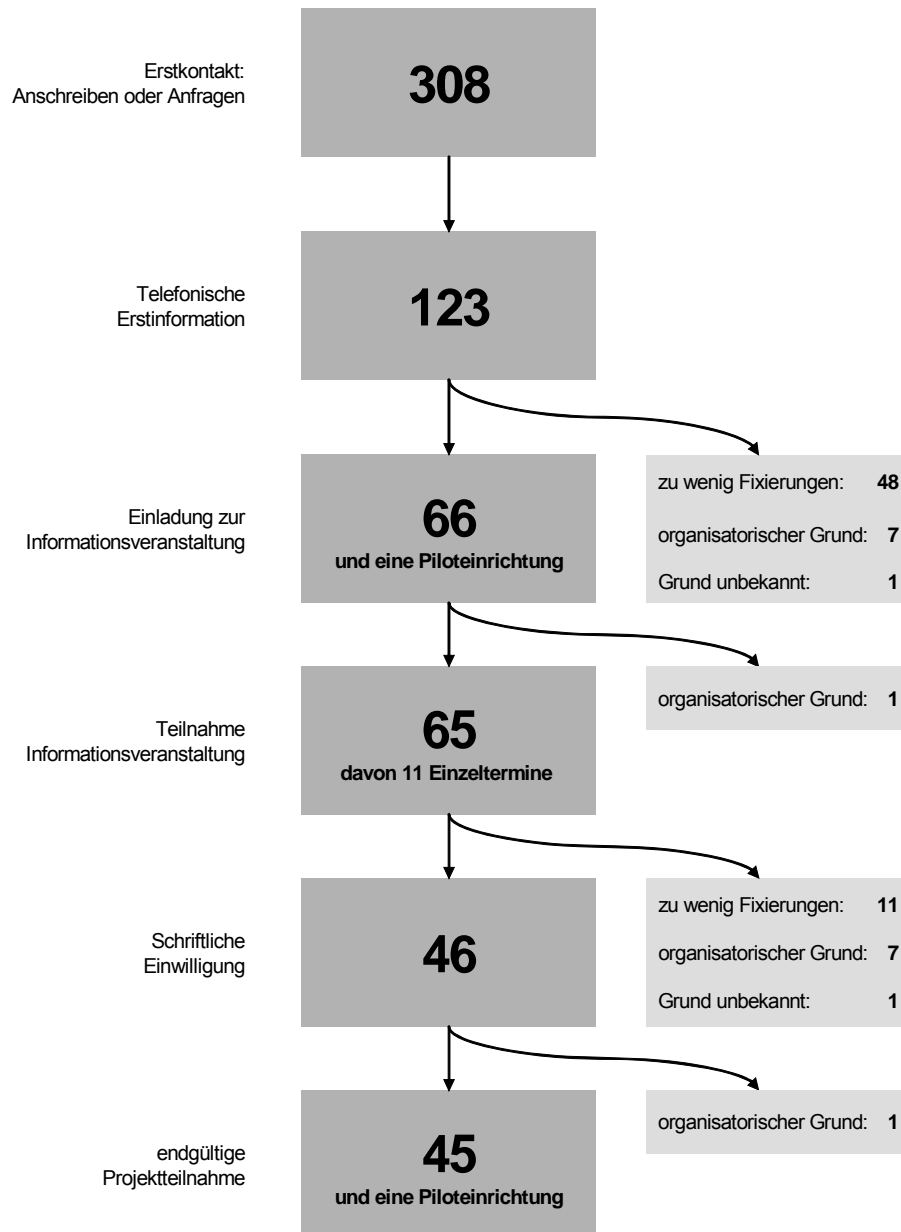 Erstkontakt:
Anschreiben oder Anfragen
308
Telefonische
Erstinformation
123
Einladung zur
Informationsveranstaltung
66
und eine Piloteinrichtung
zu wenig Fixierungen: 48
organisatorischer Grund: 7
Grund unbekannt: 1
Teilnahme
Informationsveranstaltung
65
davon 11 Einzeltermine
organisatorischer Grund: 1
Schriftliche
Einwilligung
46
zu wenig Fixierungen: 11
organisatorischer Grund: 7
Grund unbekannt: 1
endgültige
Projektteilnahme
45
und eine Piloteinrichtung
organisatorischer Grund: 1